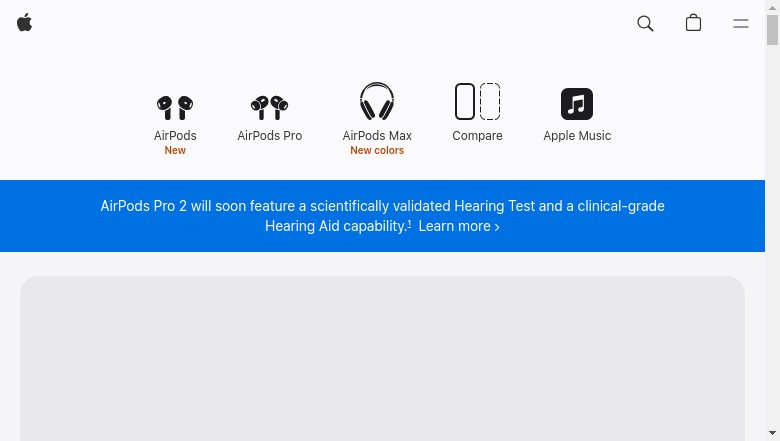 AirPods
New
AirPods Pro
AirPods Max
New colors
Compare
Apple Music
AirPods Pro 2 will soon feature a scientifically validated Hearing Test and a clinical-grade
Hearing Aid capability.¹ Learn more ›